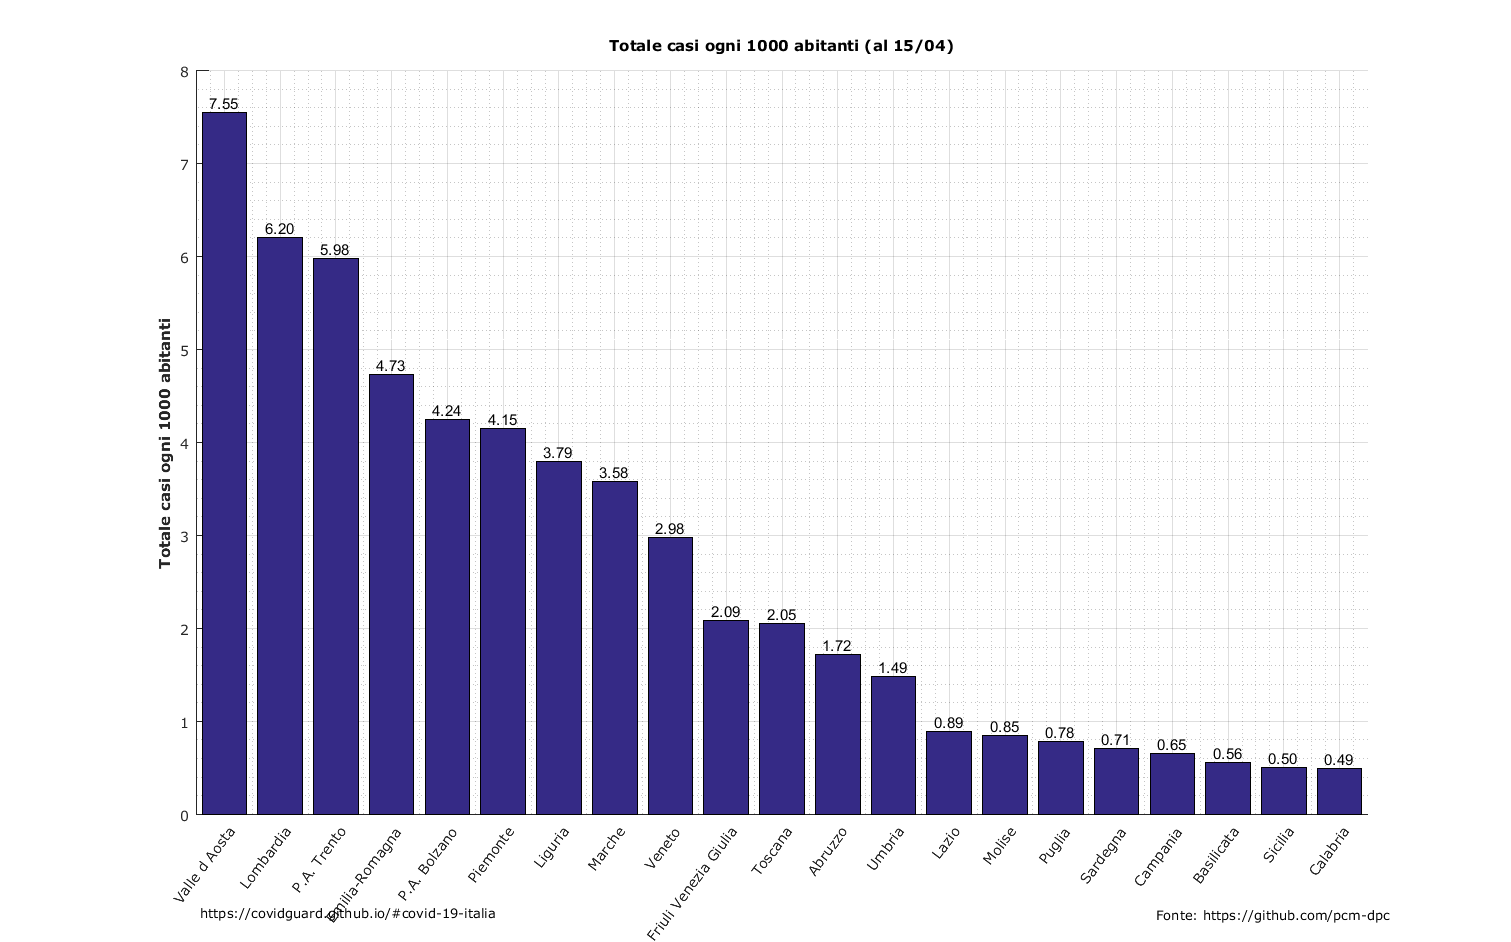 Totale casi ogni 1000 abitanti (al 15/04)
Totale casi ogni 1000 abitanti
8
7
6
5
4
3
2
1
0
7.55
6.20
5.98
4.73
4.24
4.15
3.79
3.58
2.98
2.09
2.05
1.72
1.49
0.89
0.85
0.78
0.71
0.65
0.56
0.50
0.49
Valle d Aosta
Lombardia
P.A. Trento
Emilia-Romagna
P.A. Bolzano
Piemonte
Liguria
Marche
Veneto
Friuli Venezia Giulia
Toscana
Abruzzo
Umbria
Lazio
Molise
Puglia
Sardegna
Campania
Basilicata
Sicilia
Calabria
https://covidguard.github.io/#covid-19-italia
Fonte: https://github.com/pcm-dpc